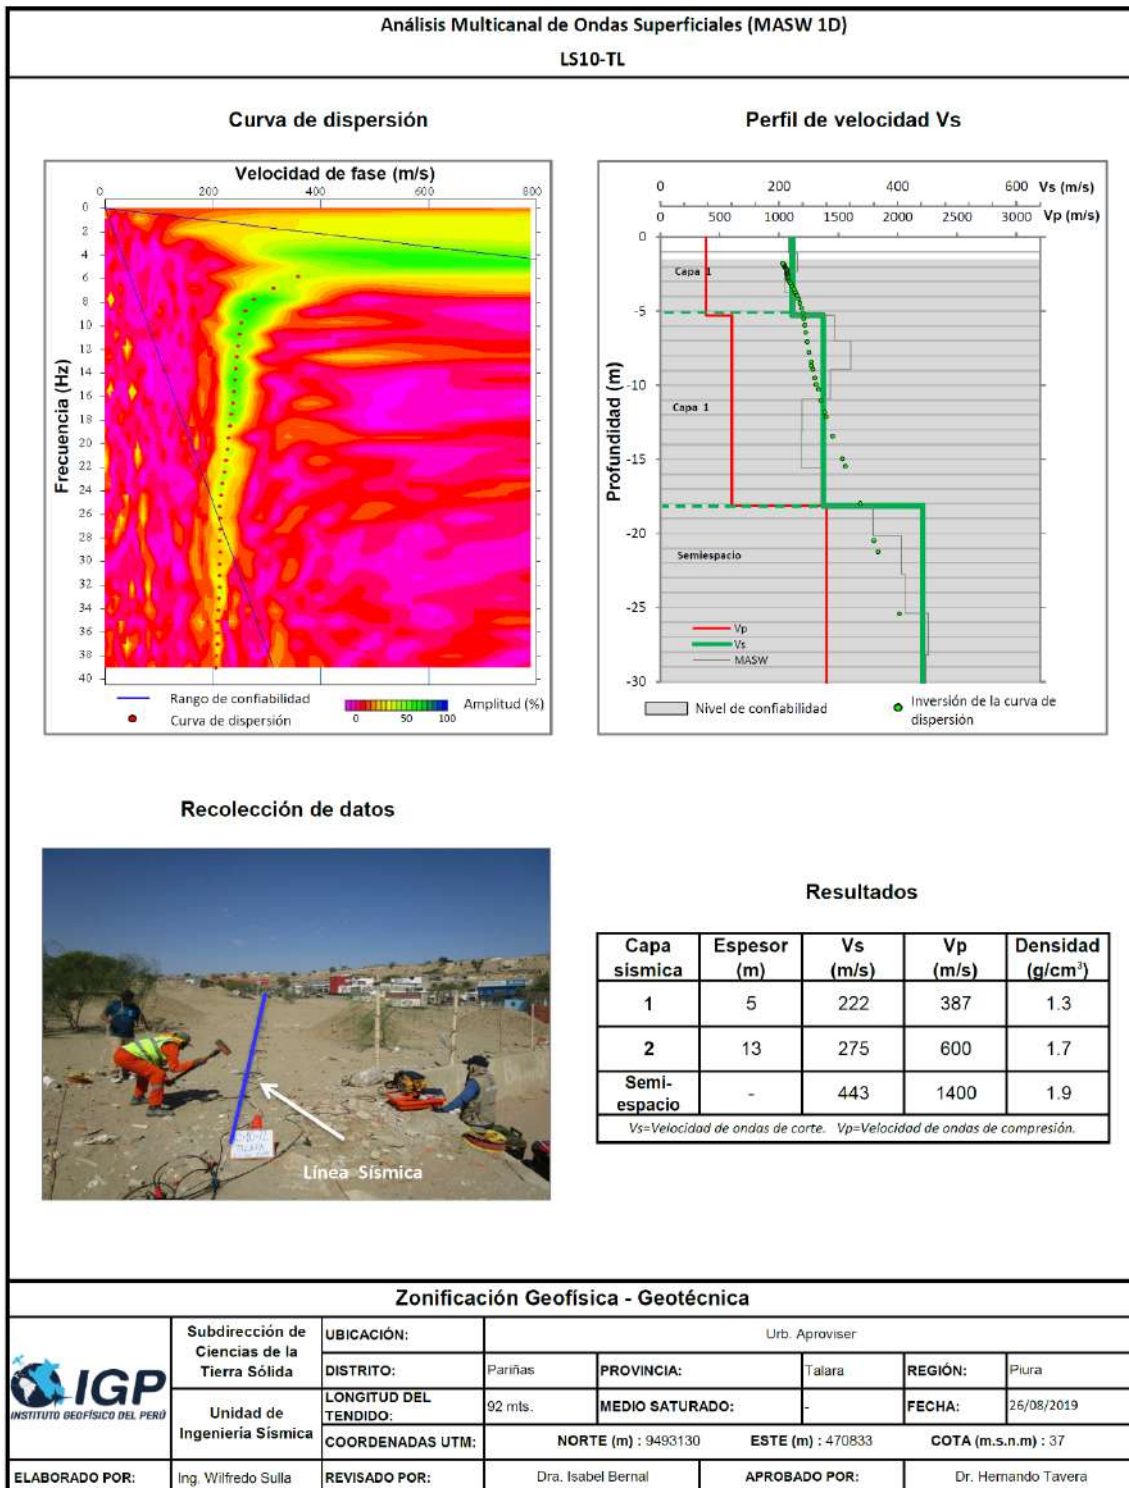 Análisis Multicanal de Ondas Superficiales (MASW 1D)
LS10-TL
Curva de dispersión
Velocidad de fase (m/s)
0 200 400 600 800
Frecuencia (Hz)
0
2
4
6
8
10
12
14
16
18
20
22
24
26
28
30
32
34
36
38
40
Rango de confiabilidad
Curva de dispersión
Amplitud (%)
0 50 100
Perfil de velocidad Vs
0 200 400 600 Vs (m/s)
0 500 1000 1500 2000 2500 3000 Vp (m/s)
Profundidad (m)
0
-5
-10
-15
-20
-25
-30
Capa 1
Capa 1
Semiespacio
Vp
Vs
MASW
Nivel de confiabilidad
Inversión de la curva de
dispersión
Recolección de datos
Línea Sísmica
Resultados
Capa sísmica Espesor (m) Vs (m/s) Vp (m/s) Densidad (g/cm³)
1 5 222 387 1.3
2 13 275 600 1.7
Semi-espacio - 443 1400 1.9
Vs=Velocidad de ondas de corte. Vp=Velocidad de ondas de compresión.
Zonificación Geofísica - Geotécnica
IGP
INSTITUTO GEOFÍSICO DEL PERÚ
Subdirección de
Ciencias de la
Tierra Sólida
Unidad de
Ingeniería Sísmica
UBICACIÓN: Urb. Aproviser
DISTRITO: Pariñas PROVINCIA: Talara REGIÓN: Piura
LONGITUD DEL TENDIDO: 92 mts. MEDIO SATURADO: - FECHA: 26/08/2019
COORDENADAS UTM: NORTE (m) : 9493130 ESTE (m) : 470833 COTA (m.s.n.m) : 37
ELABORADO POR: Ing. Wilfredo Sulla REVISADO POR: Dra. Isabel Bernal APROBADO POR: Dr. Hernando Tavera